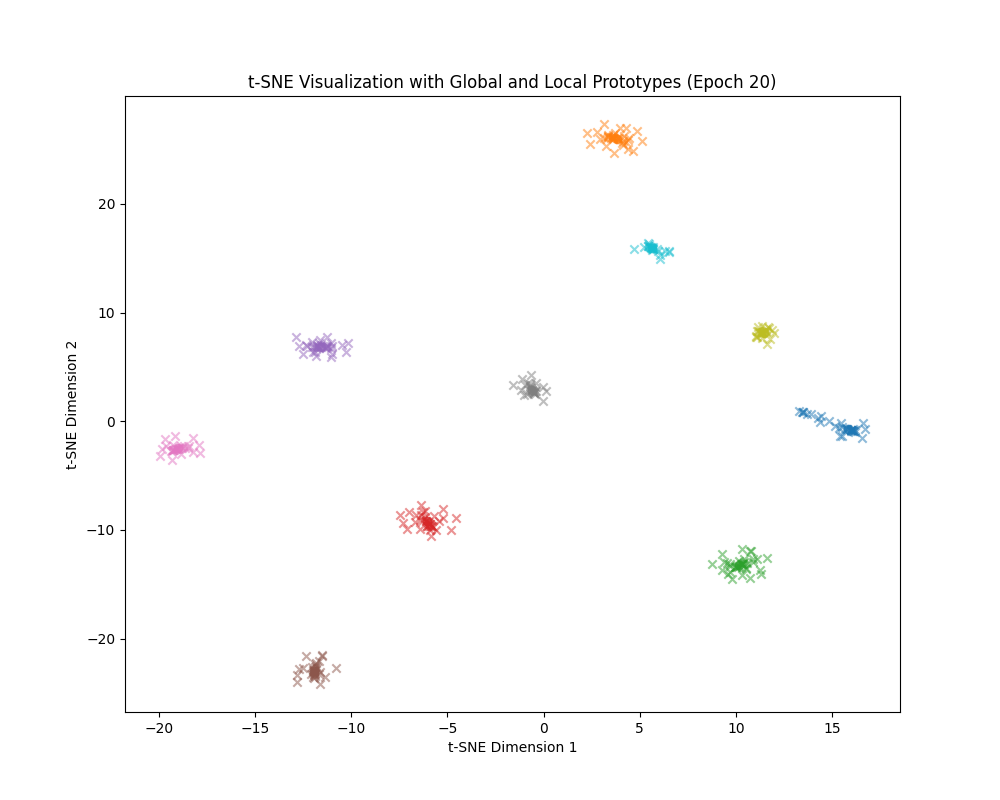 t-SNE Visualization with Global and Local Prototypes (Epoch 20)
t-SNE Dimension 2
20
10
0
−10
−20
−20 −15 −10 −5 0 5 10 15
t-SNE Dimension 1